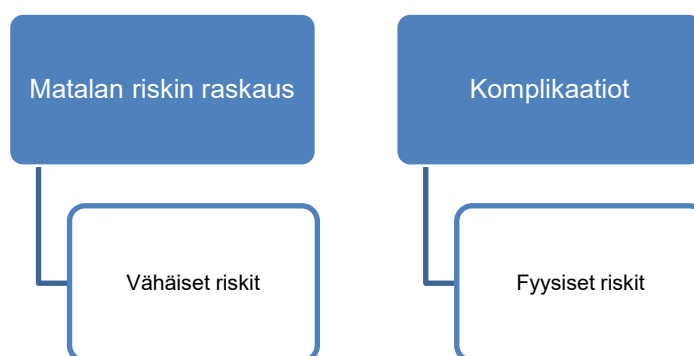 Matalan riskin raskaus
Komplikaatiot
Vähäiset riskit
Fyysiset riskit